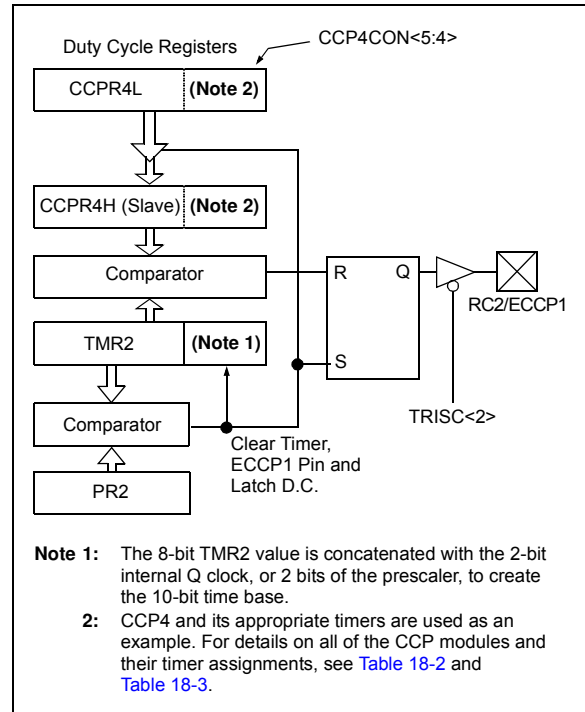 Duty Cycle Registers
CCP4CON<5:4>
CCPR4L
(Note 2)
CCPR4H (Slave)
(Note 2)
Comparator
R
Q
RC2/ECCP1
TMR2
(Note 1)
S
TRISC<2>
Comparator
Clear Timer,
ECCP1 Pin and
Latch D.C.
PR2
Note 1: The 8-bit TMR2 value is concatenated with the 2-bit
internal Q clock, or 2 bits of the prescaler, to create
the 10-bit time base.
2: CCP4 and its appropriate timers are used as an
example. For details on all of the CCP modules and
their timer assignments, see Table 18-2 and
Table 18-3.